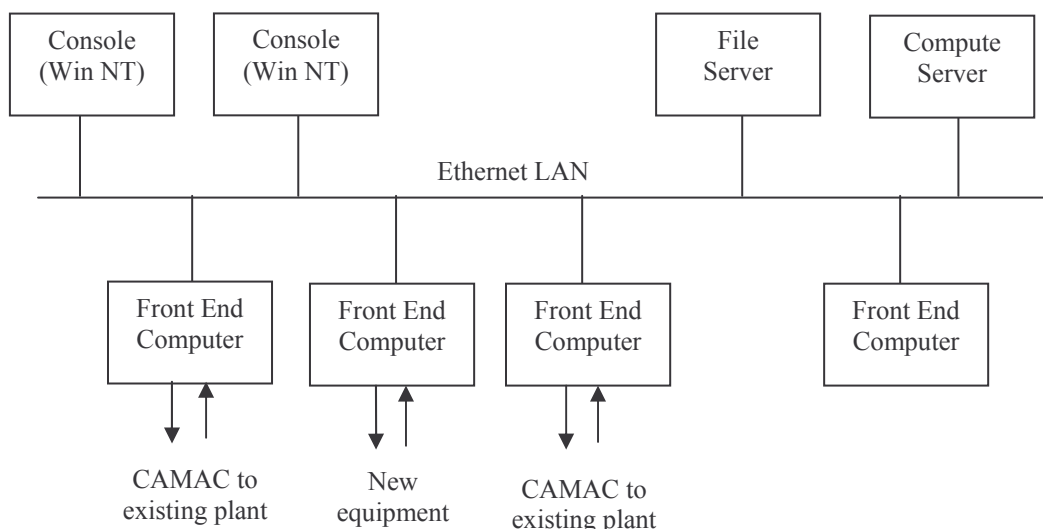 Console
(Win NT)
Console
(Win NT)
File
Server
Compute
Server
Ethernet LAN
Front End
Computer
Front End
Computer
Front End
Computer
Front End
Computer
CAMAC to
existing plant
New
equipment
CAMAC to
existing plant